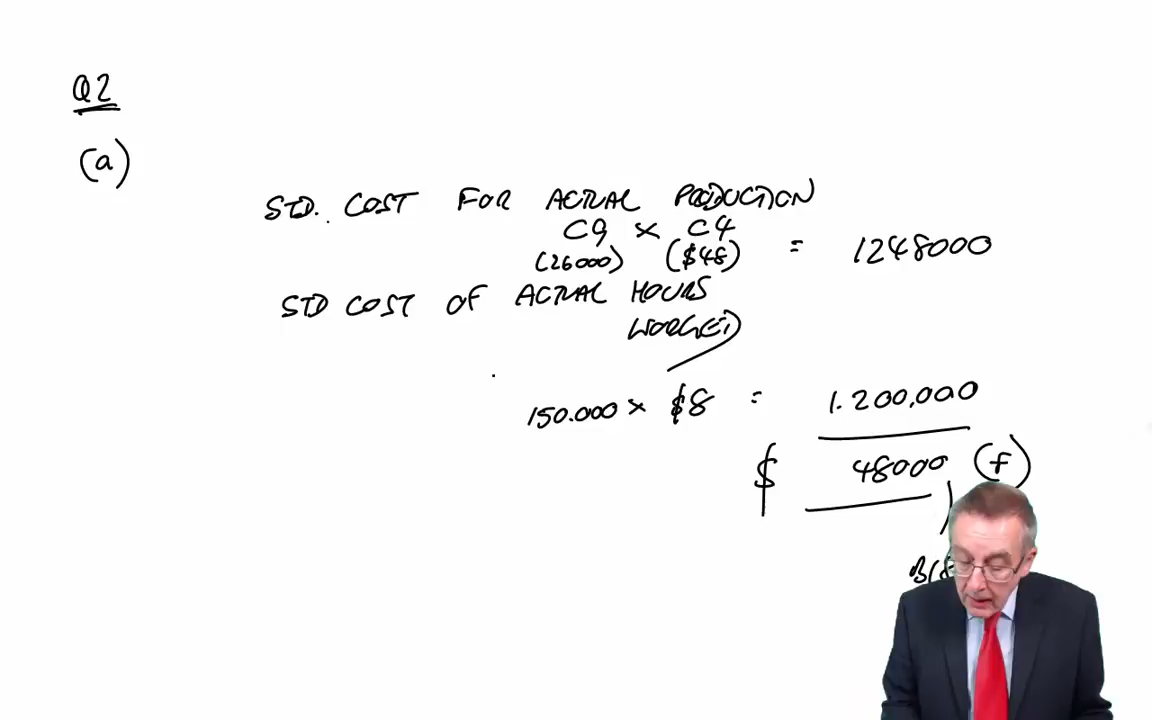 Q2
(a)
STD. COST FOR ACTUAL PRODUCTION
C9 x C4
(26000) ($48) = 1248000
STD COST OF ACTUAL HOURS
WORKED
150.000 x $8 = 1.200,000
$ 48000 (f)